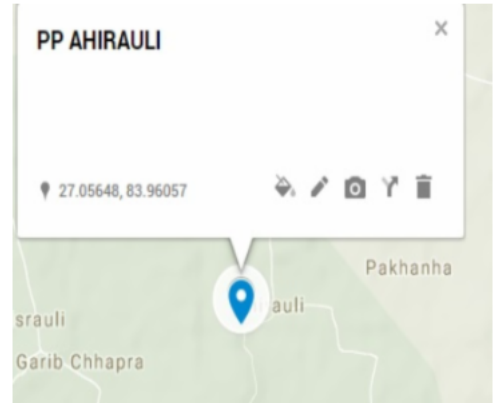 PP AHIRAULI
27.05648, 83.96057
Pakhanha
auli
srauli
Garib Chhapra